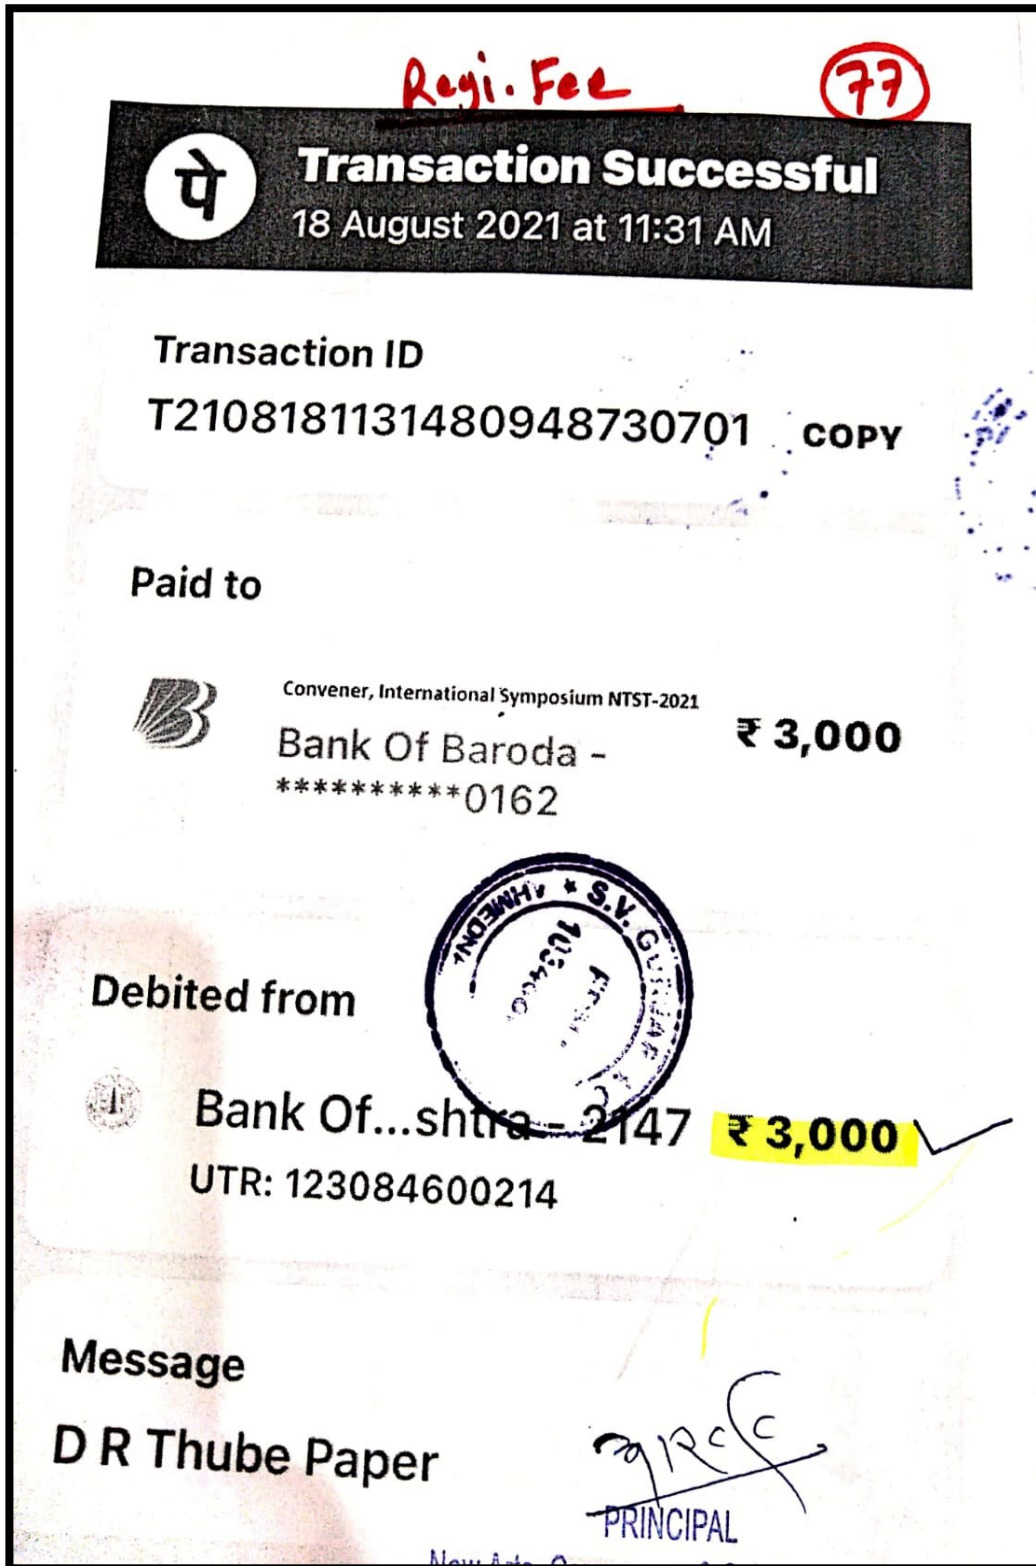 Regi. Fee
77
पे
Transaction Successful
18 August 2021 at 11:31 AM
Transaction ID
T2108181131480948730701 COPY
Paid to
Convener, International Symposium NTST-2021
Bank Of Baroda -
**********0162
₹ 3,000
S.V.
Debited from
Bank Of...shtra - 2147 ₹ 3,000
UTR: 123084600214
Message
D R Thube Paper
PRINCIPAL